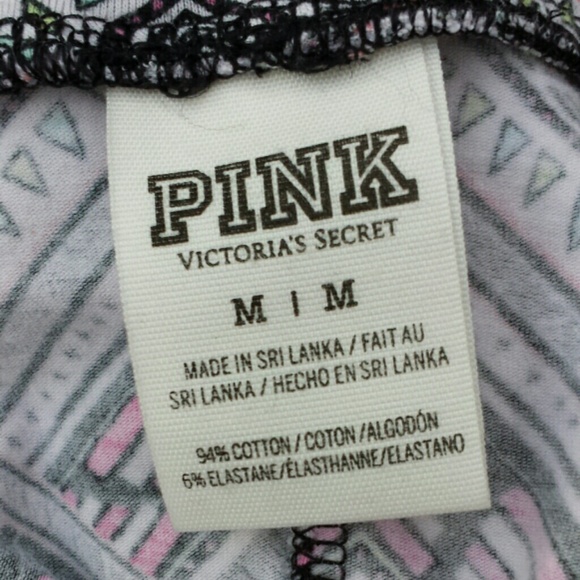 PINK
VICTORIA'S SECRET
M | M
MADE IN SRI LANKA / FAIT AU
SRI LANKA / HECHO EN SRI LANKA
94% COTTON / COTON / ALGODÓN
6% ELASTANE/ÉLASTHANNE/ELASTANO